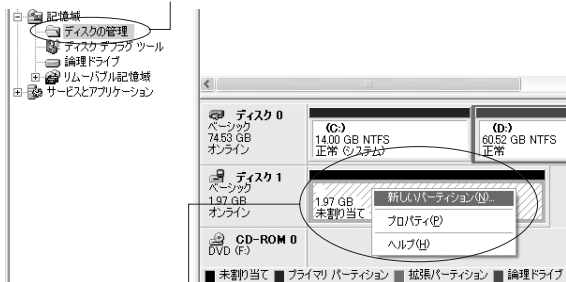 記憶域
ディスクの管理
ディスク デフラグ ツール
論理ドライブ
リムーバブル記憶域
サービスとアプリケーション
ディスク 0
ベーシック
74.53 GB
オンライン
(C:)
14.00 GB NTFS
正常 (システム)
(D:)
60.52 GB NTFS
正常
ディスク 1
ベーシック
1.97 GB
オンライン
1.97 GB
未割り当て
新しいパーティション(N)...
プロパティ(P)
ヘルプ(H)
CD-ROM 0
DVD (F:)
未割り当て プライマリ パーティション 拡張パーティション 論理ドライブ